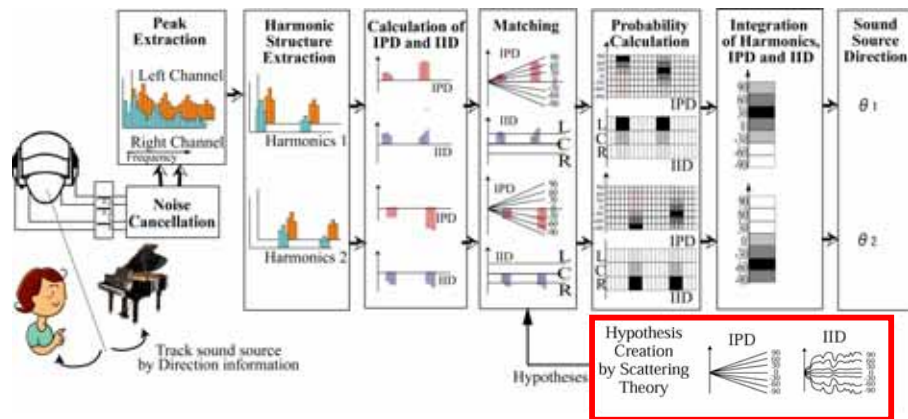 Peak
Extraction
Left Channel
Right Channel
Frequency
Noise
Cancellation
Track sound source
by Direction information
Harmonic
Structure
Extraction
Harmonics 1
Harmonics 2
Calculation of
IPD and IID
IPD
IID
IPD
IID
Matching
IPD
IID
L
C
R
IPD
IID
L
C
R
Hypotheses
Probability
Calculation
IPD
L
C
R
IID
IPD
L
C
R
IID
Integration
of Harmonics,
IPD and IID
Sound
Source
Direction
θ1
θ2
Hypothesis
Creation
by Scattering
Theory
IPD
IID